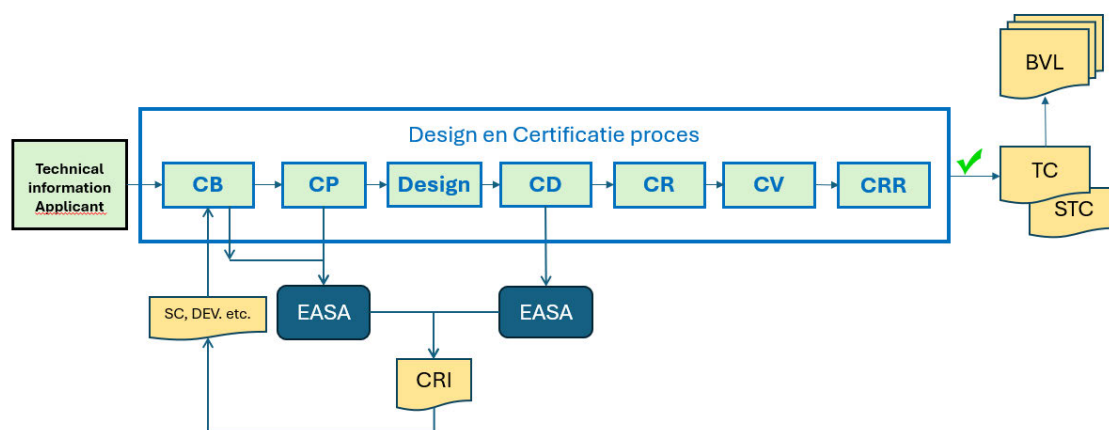 BVL
Design en Certificatie proces
Technical
information
Applicant
CB
CP
Design
CD
CR
CV
CRR
TC
STC
SC, DEV. etc.
EASA
EASA
CRI